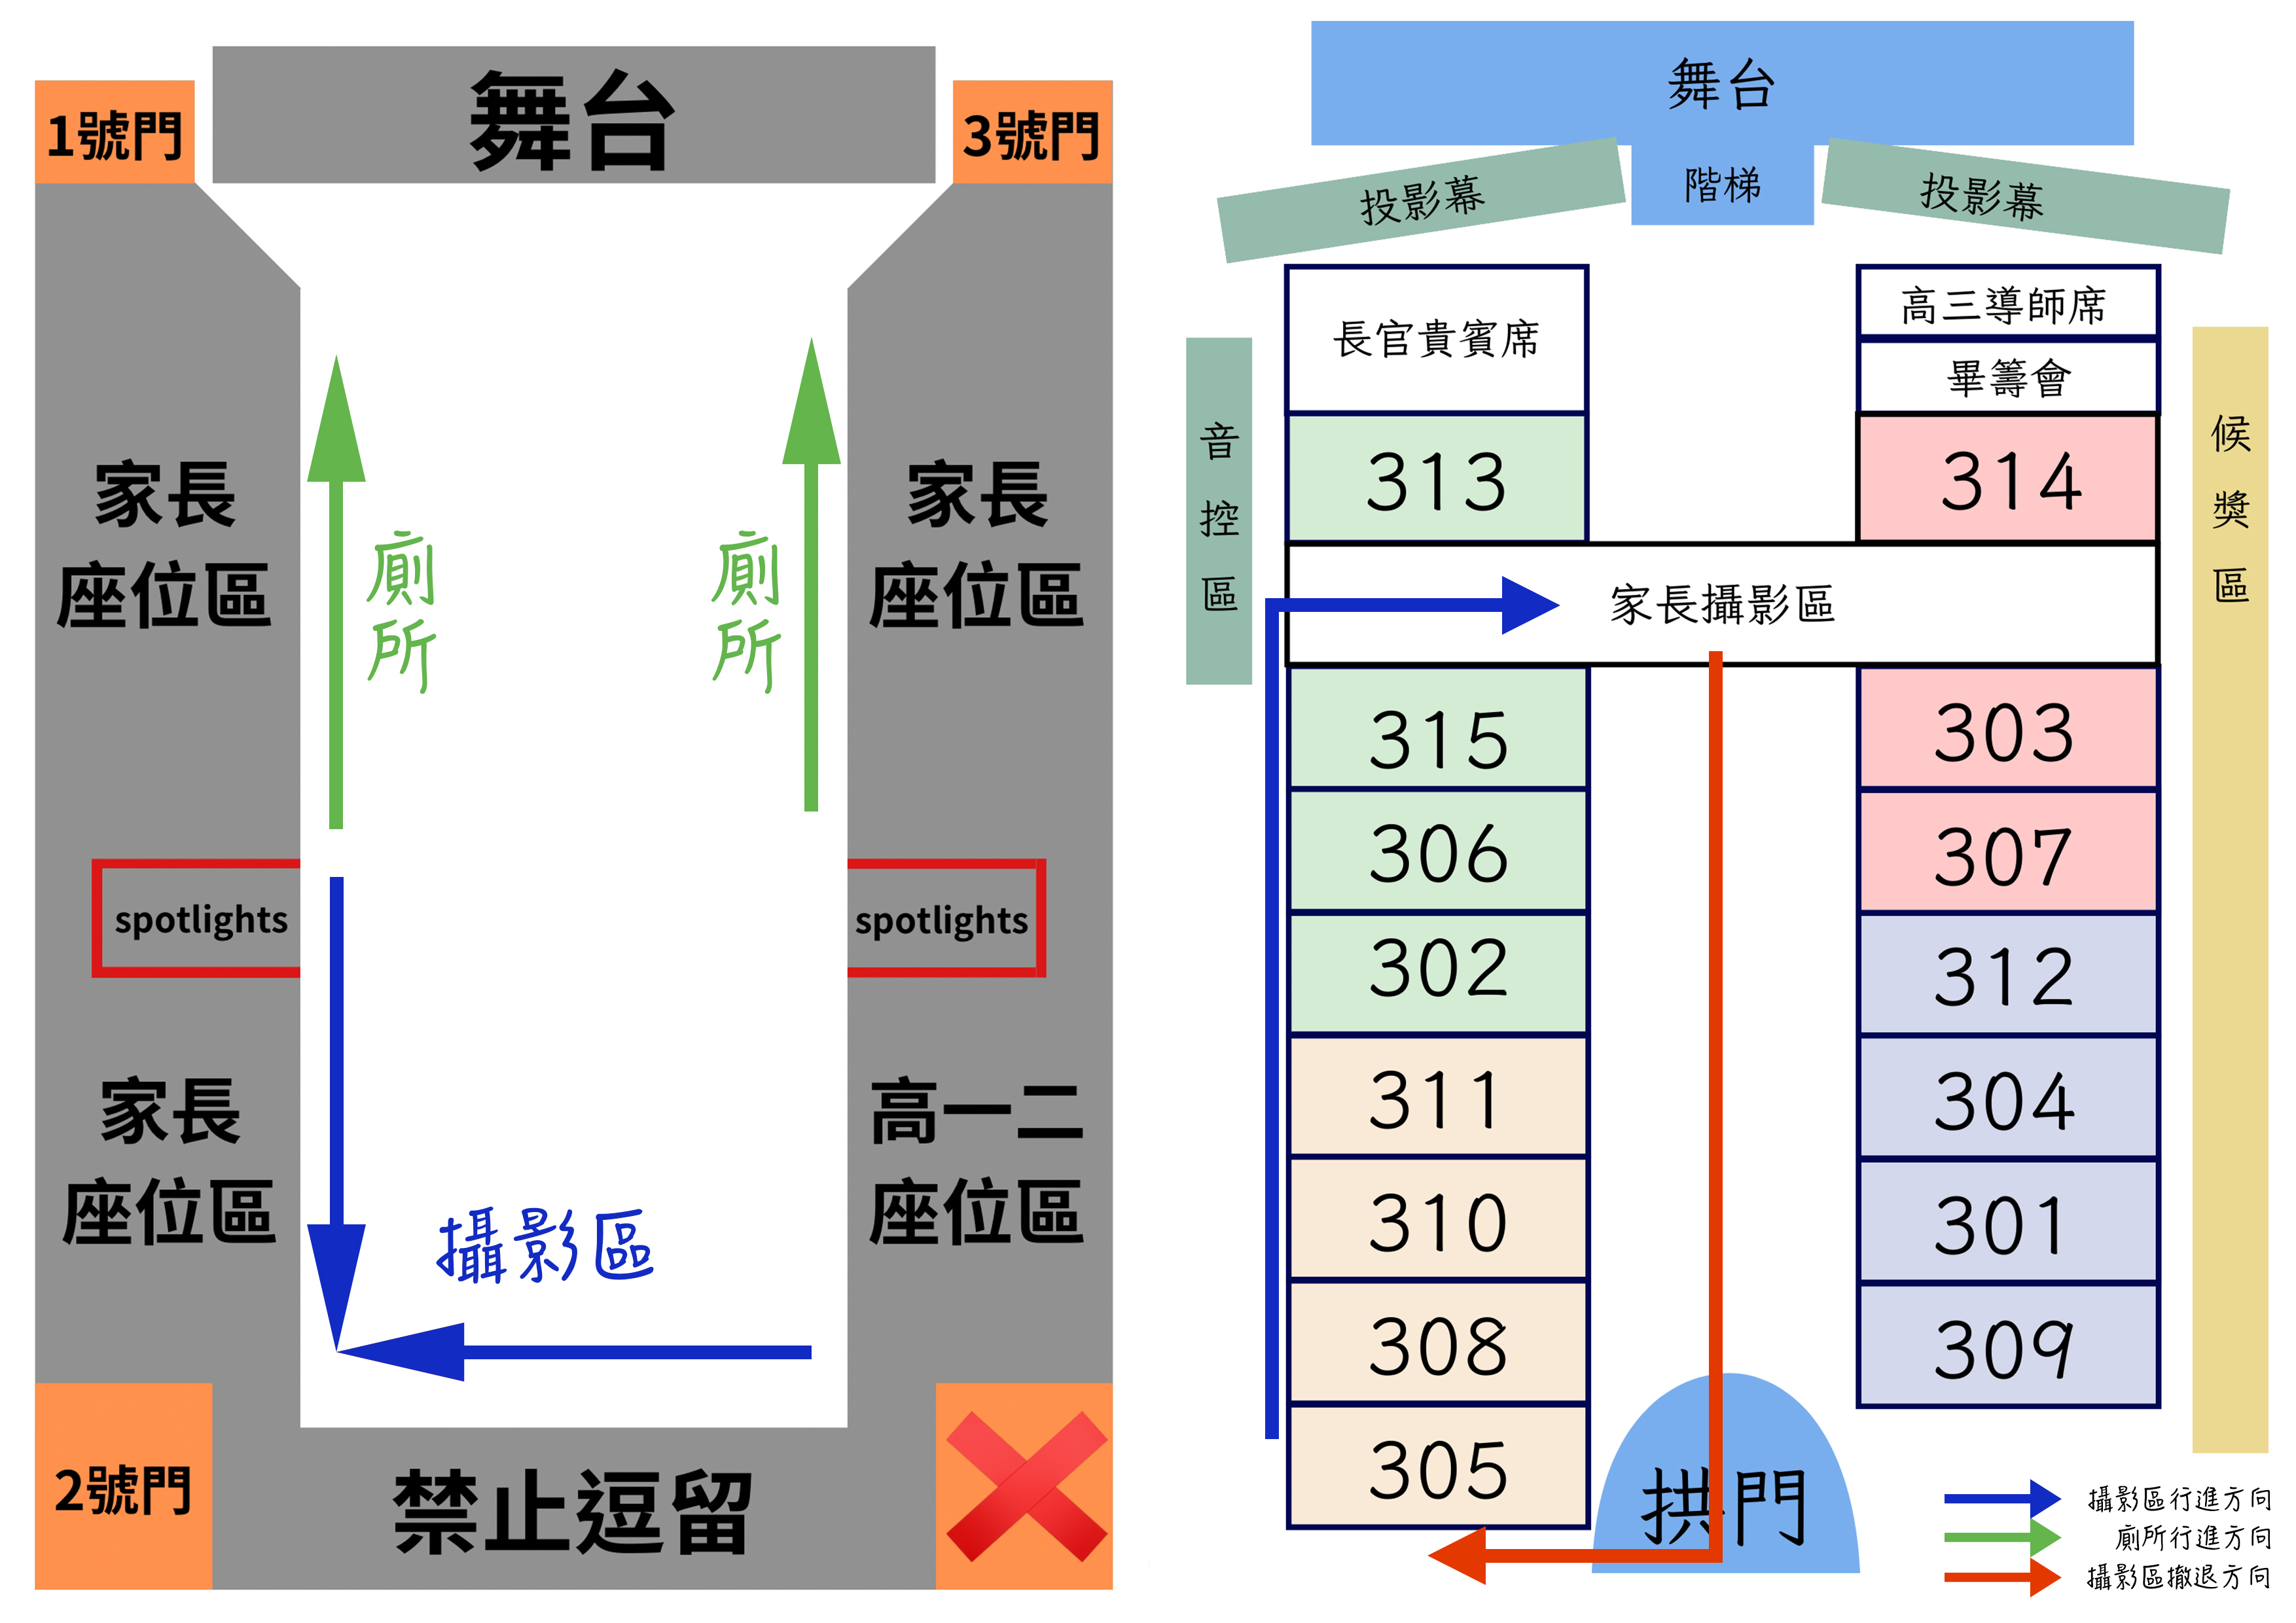 舞台
1號門
3號門
家長
座位區
廁所
廁所
家長
座位區
spotlights
spotlights
家長
座位區
攝影區
高一二
座位區
2號門
禁止逗留
舞台
階梯
投影幕
投影幕
長官貴賓席
高三導師席
畢籌會
音控區
候獎區
313
314
家長攝影區
315
303
306
307
302
312
311
304
310
301
308
309
305
拱門
攝影區行進方向
廁所行進方向
攝影區撤退方向